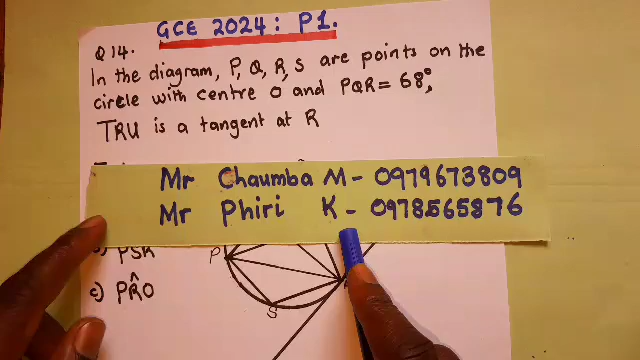 GCE 2024: P1.
Q14.
In the diagram, P, Q, R, S are points on the
circle with centre O and PQR = 68°,
TRU is a tangent at R
Mr Chaumba M - 0979673809
Mr Phiri K - 0978565876
b) PSR
P
c) PR̂O
S